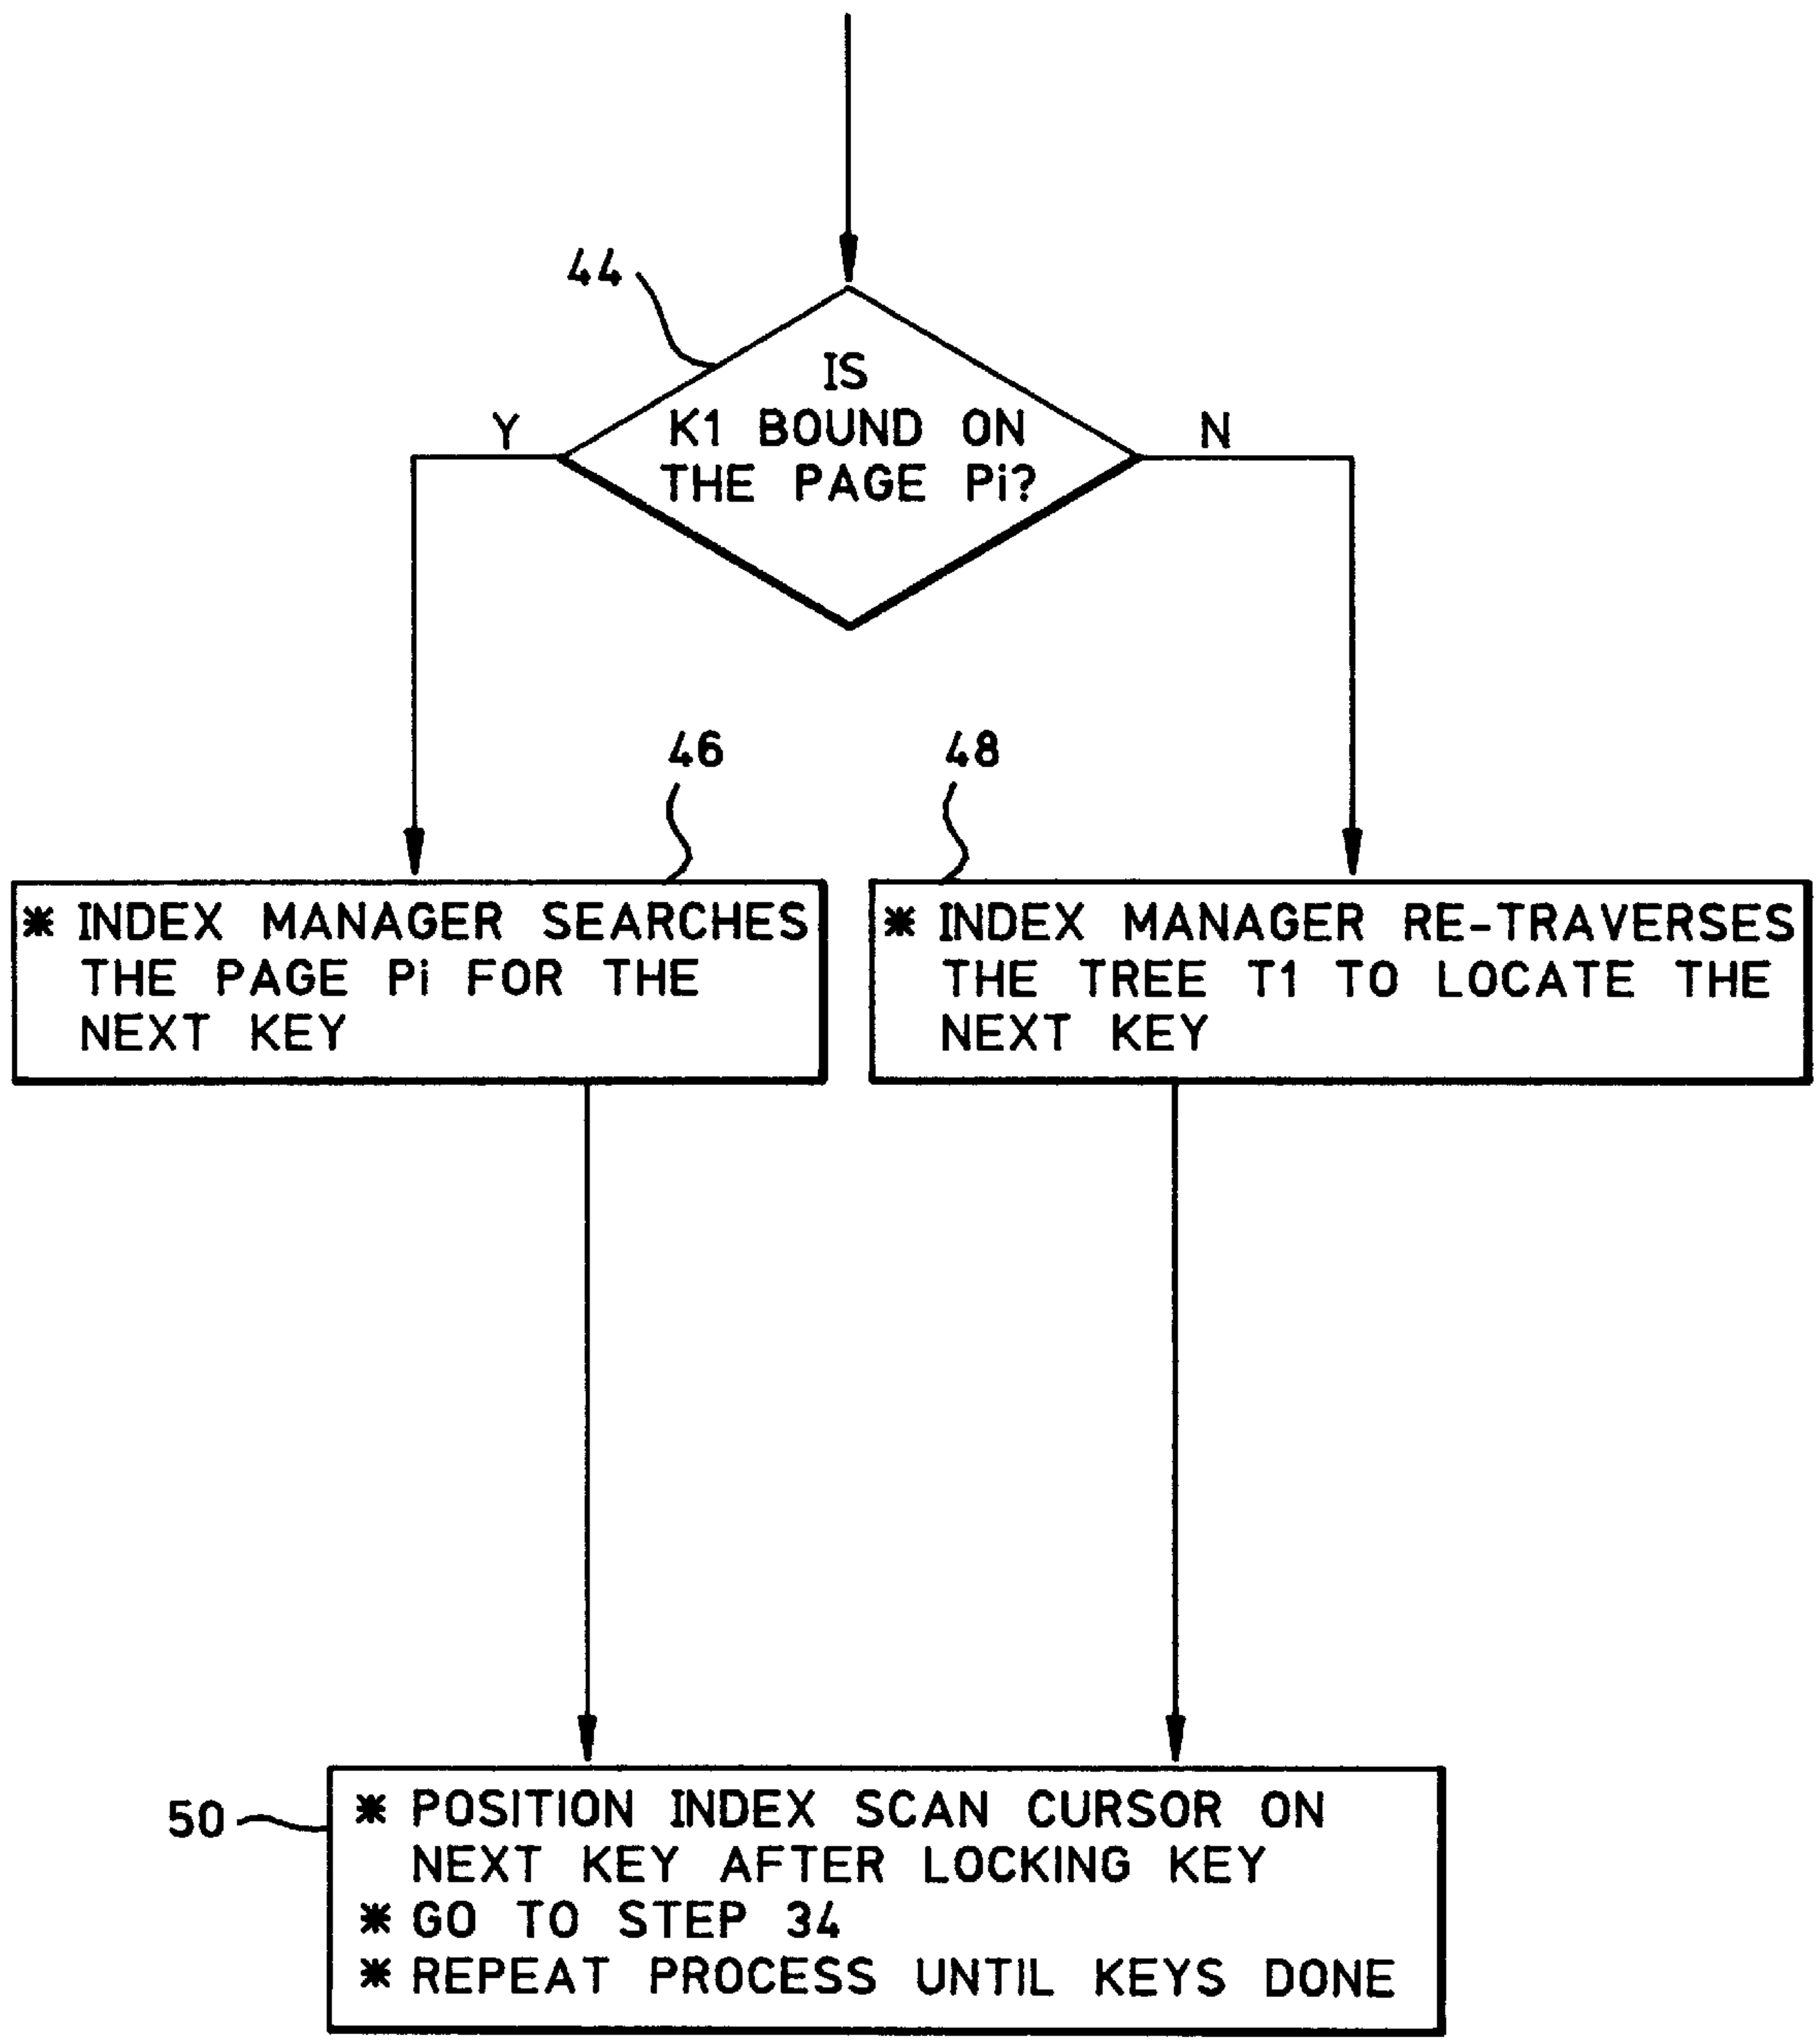 44
IS
K1 BOUND ON
THE PAGE Pi?
Y
N
46
48
* INDEX MANAGER SEARCHES
THE PAGE Pi FOR THE
NEXT KEY
* INDEX MANAGER RE-TRAVERSES
THE TREE T1 TO LOCATE THE
NEXT KEY
50
* POSITION INDEX SCAN CURSOR ON
NEXT KEY AFTER LOCKING KEY
* GO TO STEP 34
* REPEAT PROCESS UNTIL KEYS DONE